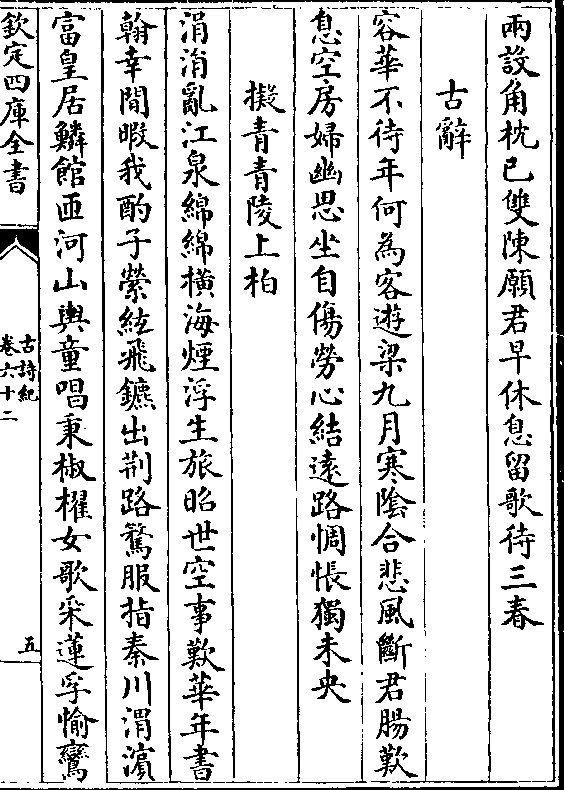 兩設角枕已雙陳願君早休息留歌待三春
古辭
容華不待年何為客遊梁九月寒陰合悲風斷君腸歎
息空房婦幽思坐自傷勞心結遠路惆悵獨未央
擬青青陵上柏
涓涓亂江泉綿綿橫海煙浮生旅昭世空事歎華年書
翰幸閒暇我酌子縈絃飛鑣出荆路騖服指秦川渭濱
富皇居鱗館匝河山輿童唱秉椒櫂女歌采蓮孚愉鸞
欽定四庫全書
古詩紀
卷六十二
五